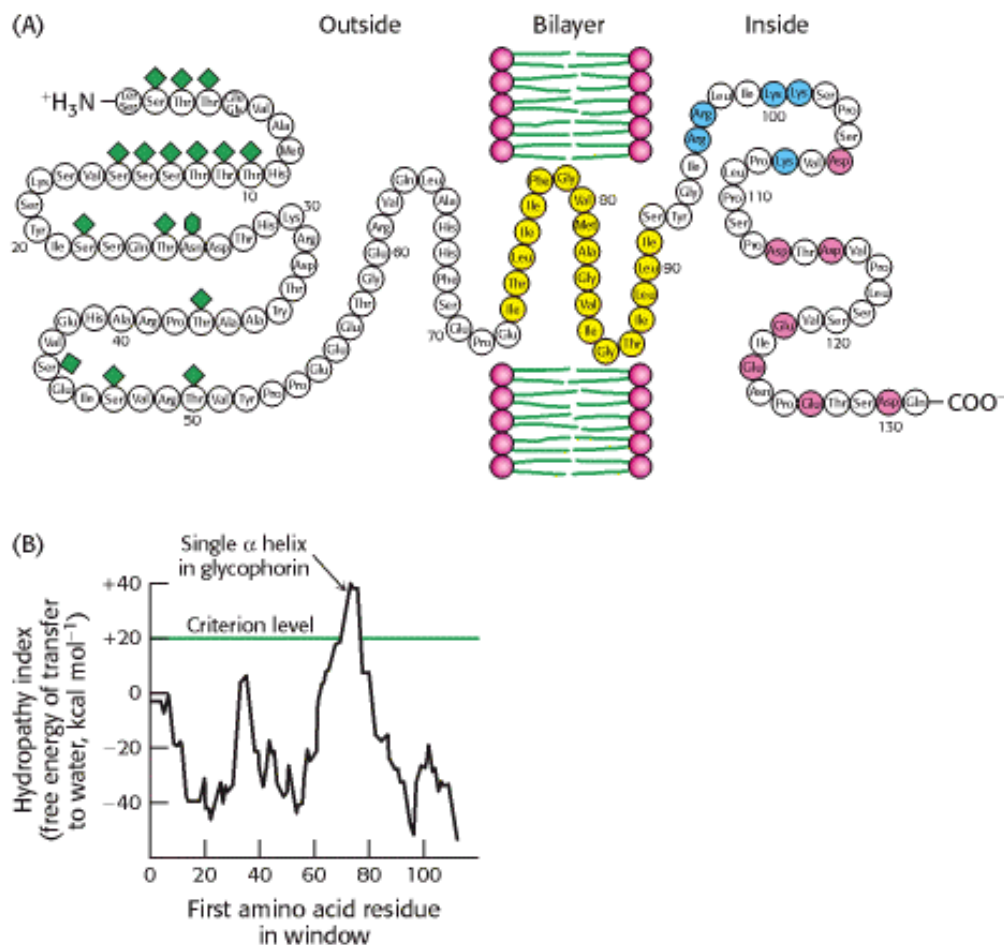 (A)
Outside
Bilayer
Inside
⁺H₃N
Ser Thr Thr
Val
Ala
Met
Lys Ser Val Ser Ser Ser Thr Thr Thr His
10
Ser
20
Tyr
Ile Ser Ser Gln Thr Asn Asp Thr His Lys
30
Arg
Asp
Thr
Glu His Ala Arg Pro Thr Ala Ala Try
40
Val
Ser
Glu Ile Ser Val Arg Thr Val Tyr Pro Pro Glu Glu Glu Thr Gly Glu Arg Val Gln Leu Ala His His Phe Ser Glu Pro Glu
50
60
70
Ile Thr Leu Ile Ile Phe Gly Val Met Ala Gly Val Ile Gly Thr Ile Leu Leu Ile
80
90
Ser Tyr Gly Ile Arg Arg Leu Ile Lys Lys Ser Pro Ser Asp Val Lys Pro Leu Pro Ser Pro Asp Thr Asp Val Pro Leu Ser Ser Val Glu Ile Glu Asn Pro Glu Thr Ser Asp Gln
100
110
120
130
COO⁻
(B)
Single α helix
in glycophorin
Criterion level
Hydropathy index
(free energy of transfer
to water, kcal mol⁻¹)
+40
+20
0
−20
−40
0 20 40 60 80 100
First amino acid residue
in window